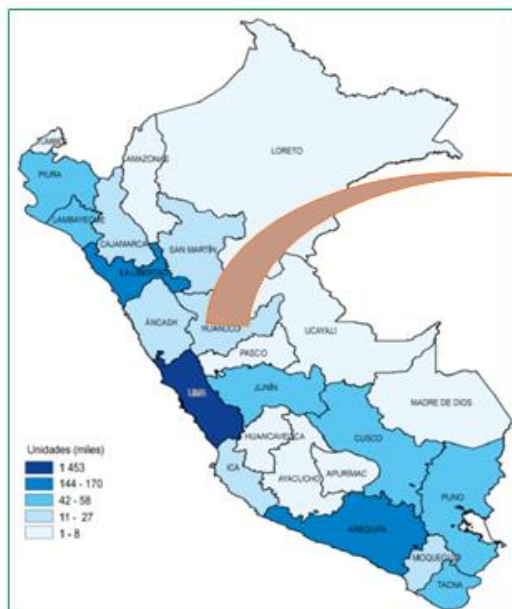 TUMBES
AMAZONAS
LORETO
PIURA
LAMBAYEQUE
CAJAMARCA
SAN MARTÍN
LA LIBERTAD
ÁNCASH
HUÁNUCO
UCAYALI
PASCO
LIMA
JUNÍN
MADRE DE DIOS
HUANCAVELICA
CUSCO
ICA
AYACUCHO
APURÍMAC
PUNO
AREQUIPA
MOQUEGUA
TACNA
Unidades (miles)
1 453
144 - 170
42 - 58
11 - 27
1 - 8